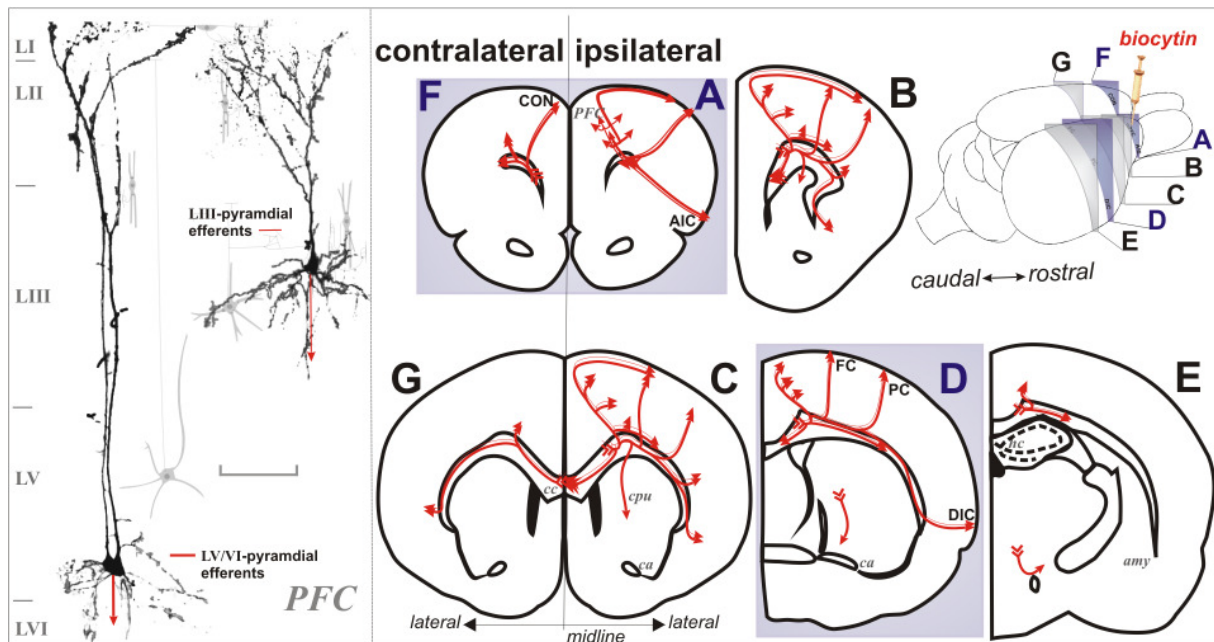 LI
LII
LIII
LV
LVI
LIII-pyramdial
efferents
LV/VI-pyramdial
efferents
PFC
contralateral
ipsilateral
F
CON
PFC
A
AIC
B
biocytin
G
F
A
B
C
D
E
caudal
rostral
G
C
cc
cpu
ca
lateral
midline
lateral
FC
PC
D
DIC
ca
E
hc
amy